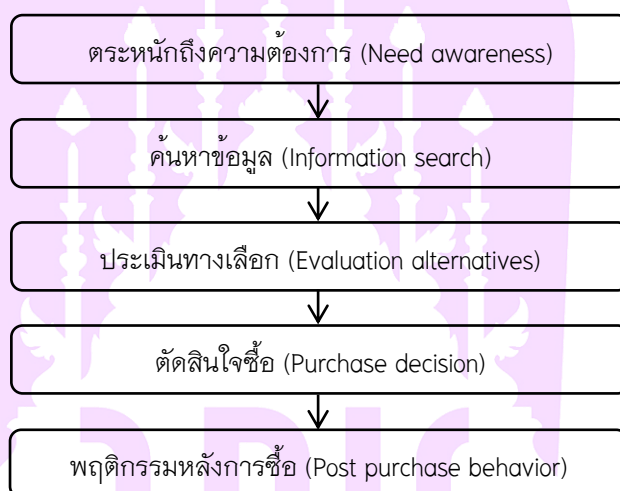 ตระหนักถึงความต้องการ (Need awareness)
ค้นหาข้อมูล (Information search)
ประเมินทางเลือก (Evaluation alternatives)
ตัดสินใจซื้อ (Purchase decision)
พฤติกรรมหลังการซื้อ (Post purchase behavior)